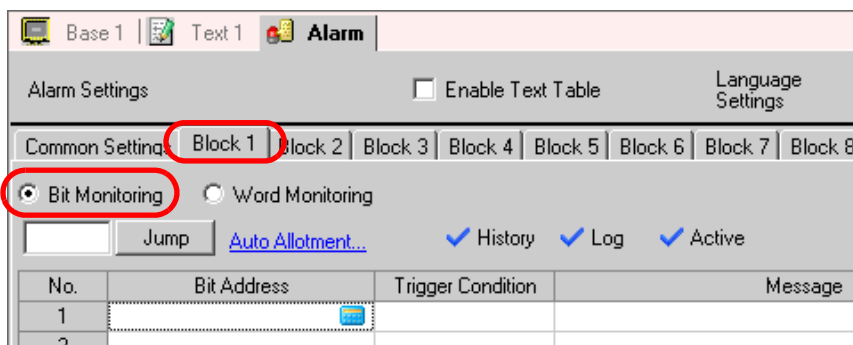 Base 1 Text 1 Alarm
Alarm Settings Enable Text Table Language Settings
Common Settings Block 1 Block 2 Block 3 Block 4 Block 5 Block 6 Block 7 Block 8
Bit Monitoring Word Monitoring
Jump Auto Allotment... History Log Active
No. Bit Address Trigger Condition Message
1
2